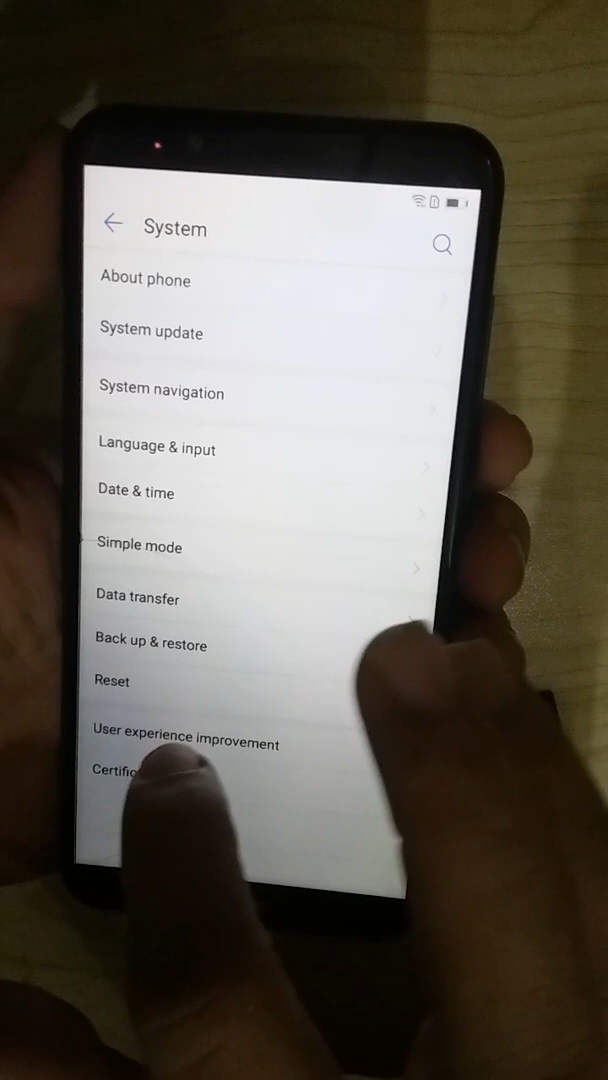 System
About phone
System update
System navigation
Language & input
Date & time
Simple mode
Data transfer
Back up & restore
Reset
User experience improvement
Certific